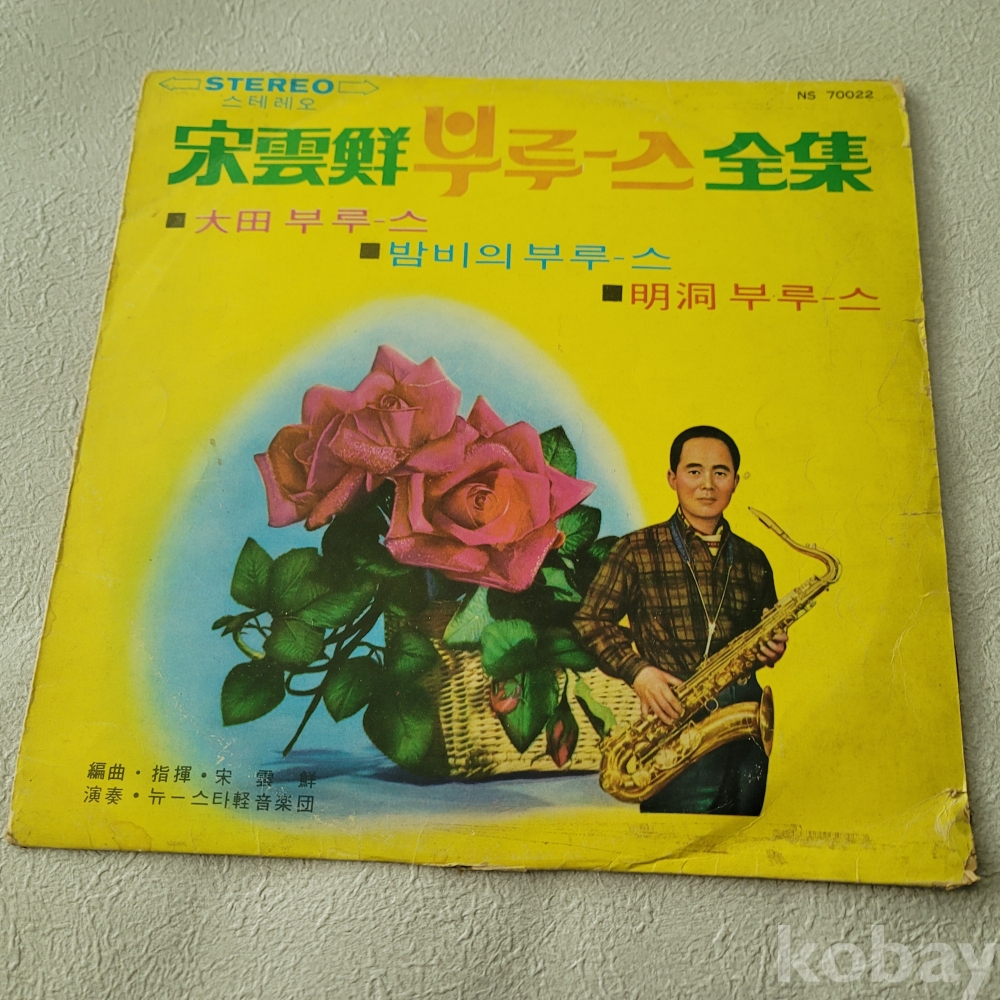 STEREO
스테레오
NS 70022
宋雲鮮 부루-스 全集
■大田 부루-스
■밤비의 부루-스
■明洞 부루-스
編曲・指揮・宋雲鮮
演奏・뉴-스타軽音楽団
kobay